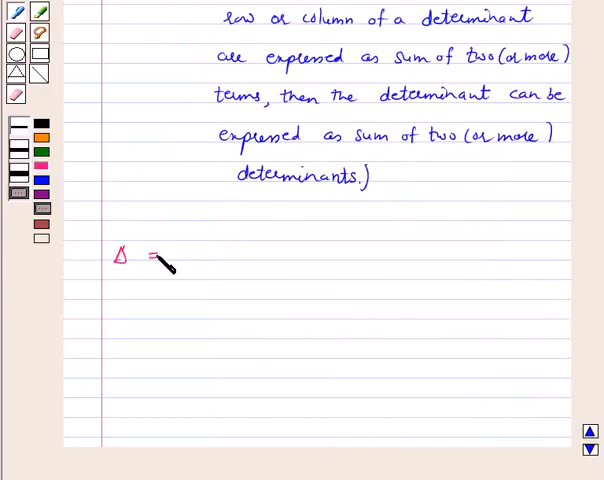 row or column of a determinant
are expressed as sum of two (or more)
terms, then the determinant can be
expressed as sum of two (or more)
determinants.)
Δ =